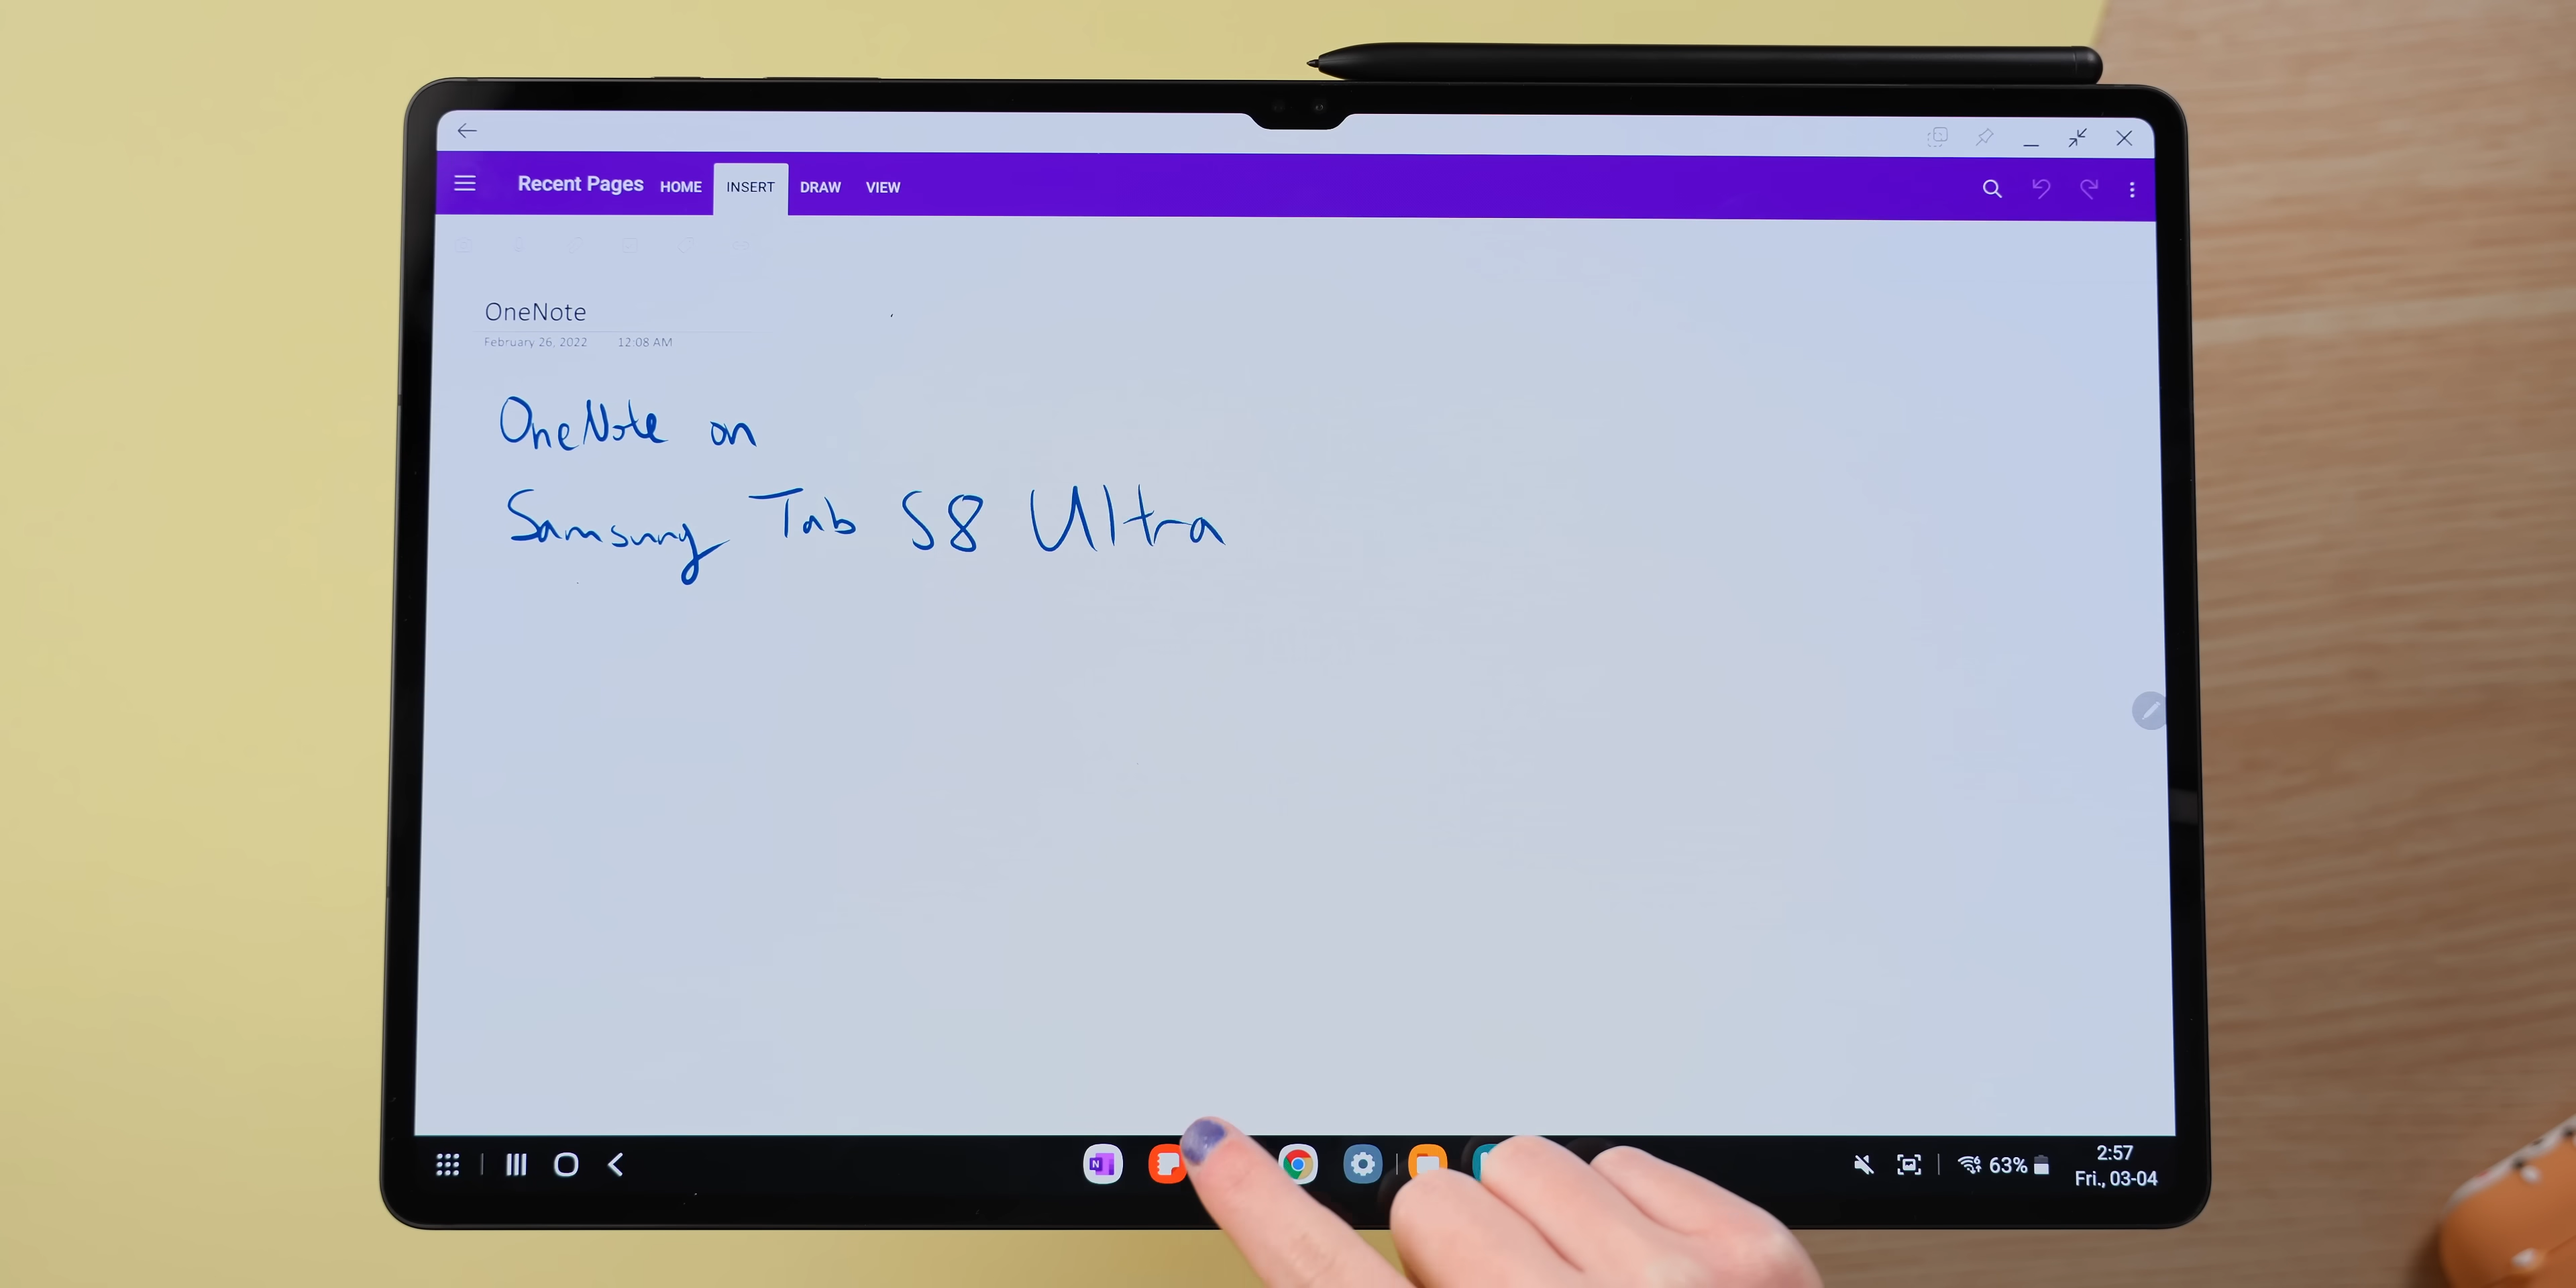 Recent Pages HOME INSERT DRAW VIEW
OneNote
February 26, 2022 12:08 AM
OneNote on
Samsung Tab S8 Ultra
N
63%
2:57
Fri., 03-04